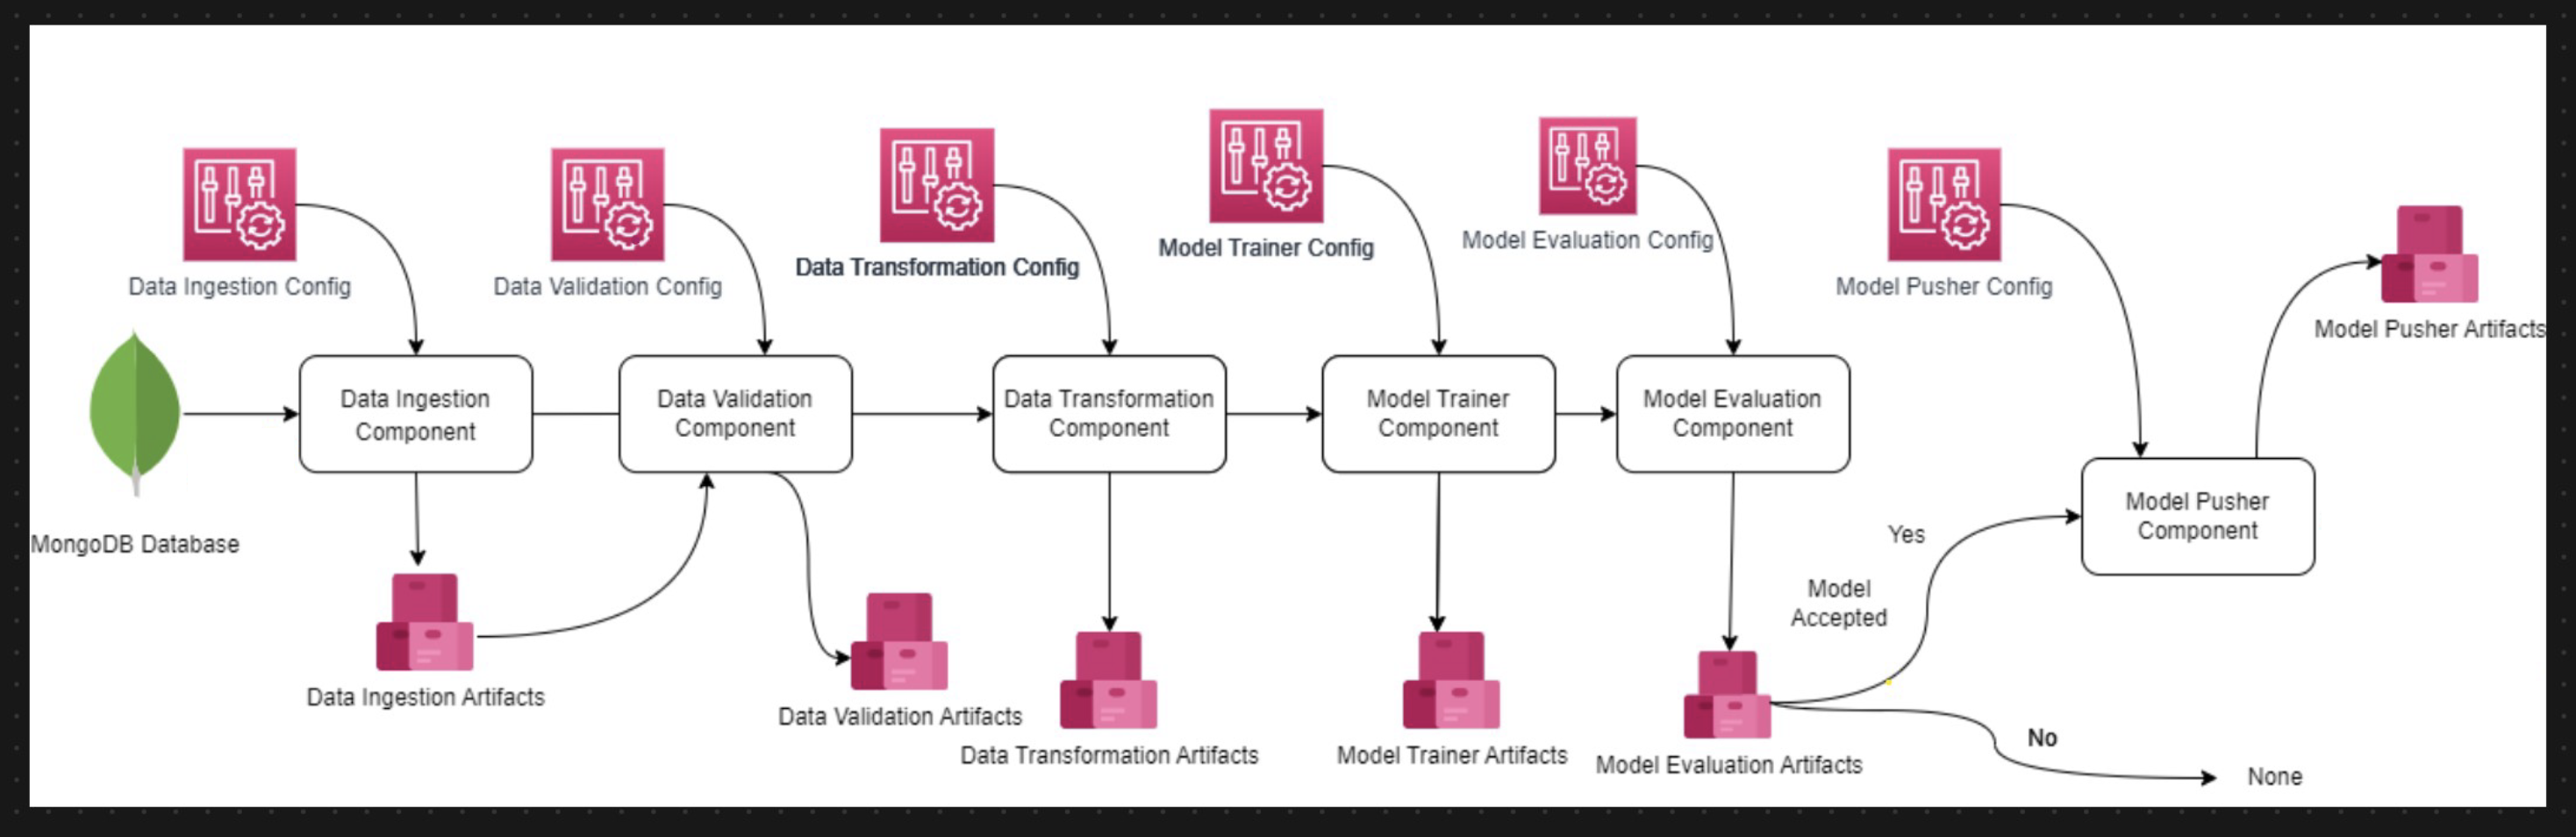 Data Ingestion Config
Data Validation Config
Data Transformation Config
Model Trainer Config
Model Evaluation Config
Model Pusher Config
Model Pusher Artifacts
MongoDB Database
Data Ingestion
Component
Data Validation
Component
Data Transformation
Component
Model Trainer
Component
Model Evaluation
Component
Model Pusher
Component
Yes
Model
Accepted
No
None
Data Ingestion Artifacts
Data Validation Artifacts
Data Transformation Artifacts
Model Trainer Artifacts
Model Evaluation Artifacts